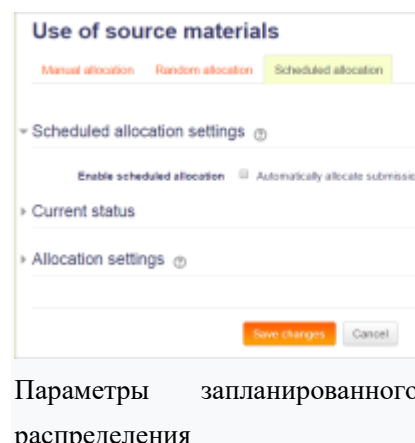 Use of source materials
Manual allocation Random allocation Scheduled allocation
Scheduled allocation settings
Enable scheduled allocation Automatically allocate submissio
Current status
Allocation settings
Save changes Cancel
Параметры запланированного
распределения